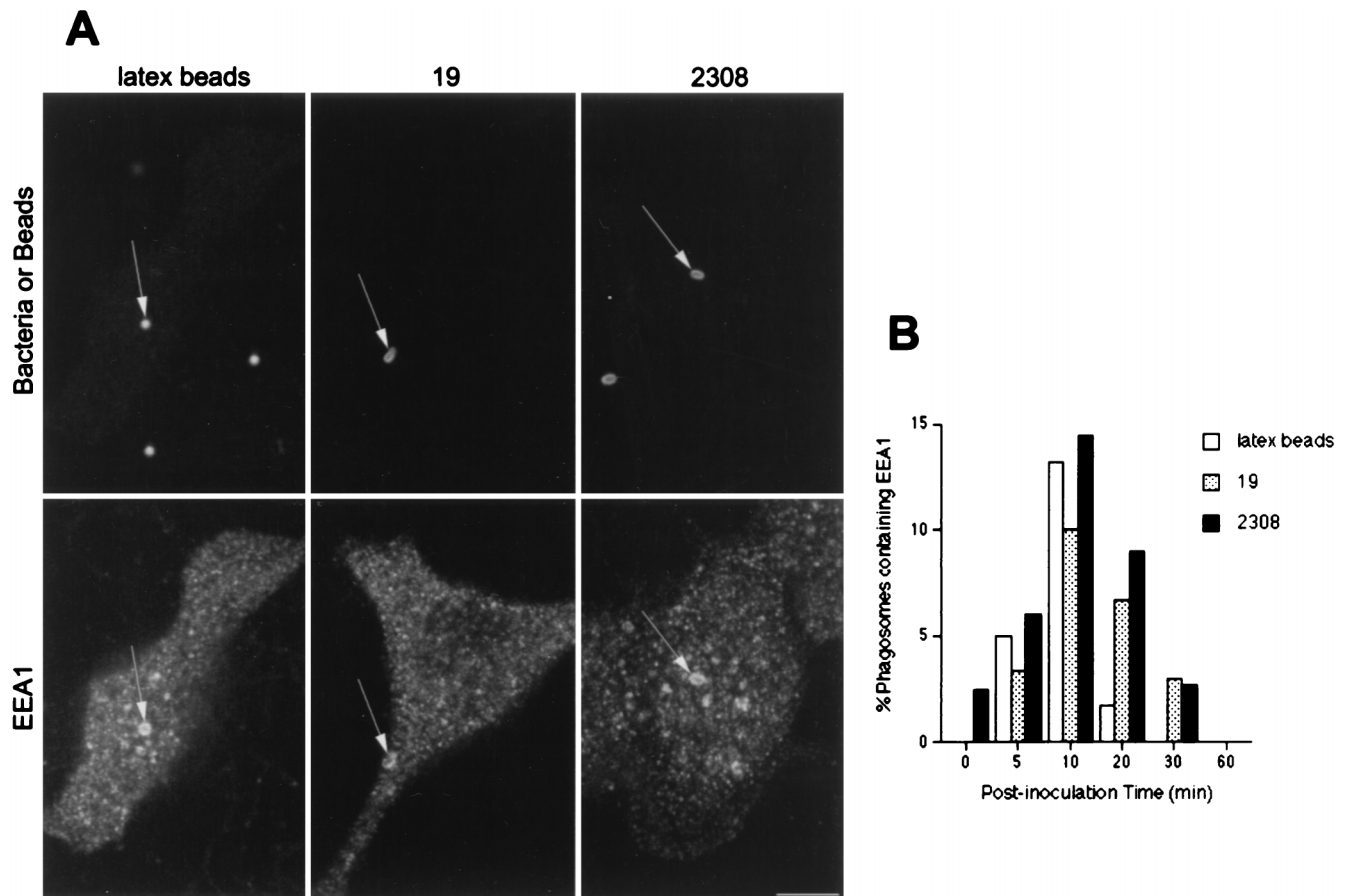 A
latex beads
19
2308
Bacteria or Beads
EEA1
B
% Phagosomes containing EEA1
15
10
5
0
0 5 10 20 30 60
Post-inoculation Time (min)
latex beads
19
2308